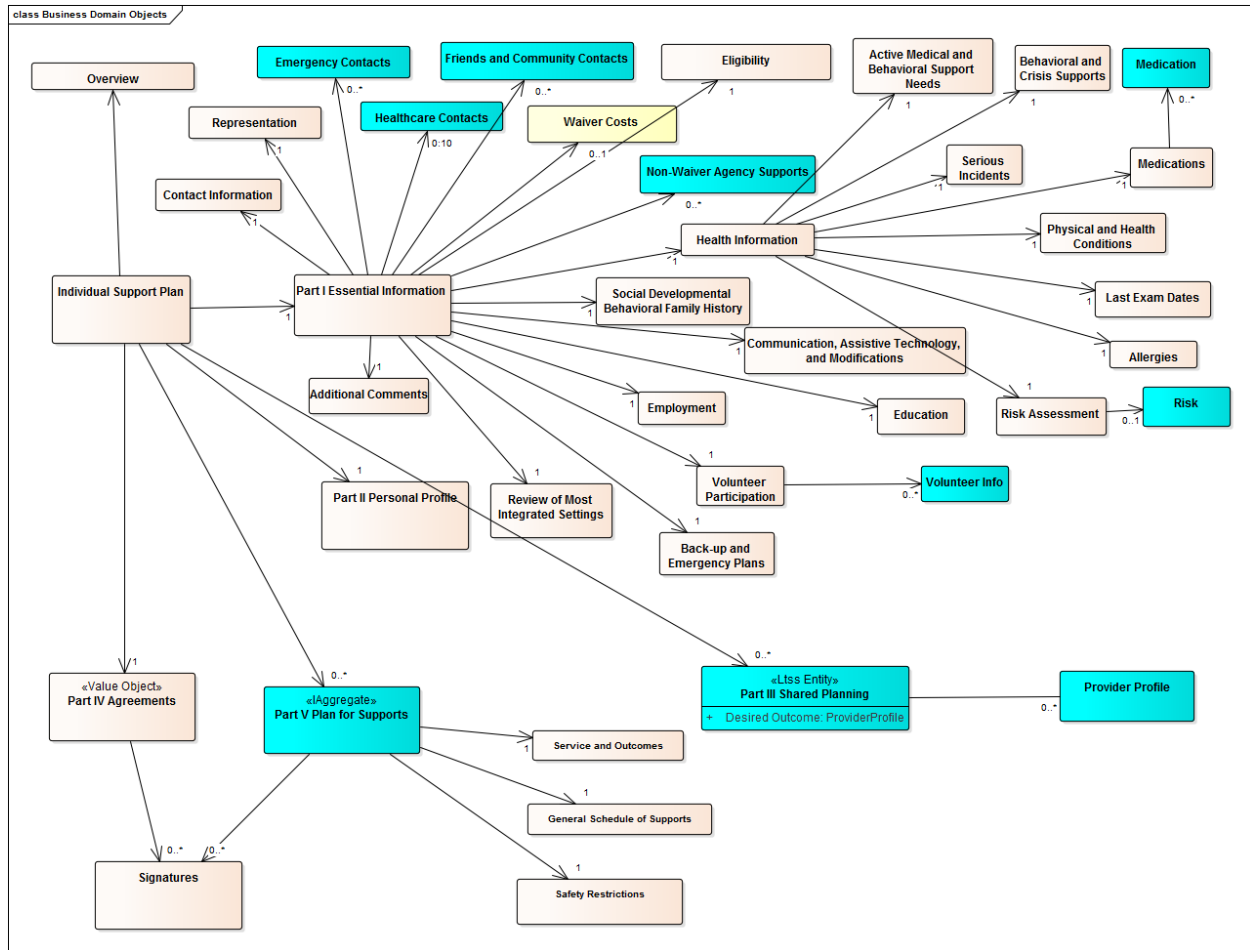 class Business Domain Objects
Overview
Emergency Contacts
0..*
Friends and Community Contacts
0..*
Eligibility
1
Active Medical and
Behavioral Support
Needs
1
Behavioral and
Crisis Supports
1
Medication
0..*
Representation
1
Healthcare Contacts
0:10
Waiver Costs
0..1
Contact Information
1
Non-Waiver Agency Supports
0..*
Serious
Incidents
1
Medications
1
Health Information
1
Physical and Health
Conditions
1
Individual Support Plan
Part I Essential Information
1
Social Developmental
Behavioral Family History
1
Last Exam Dates
1
Communication, Assistive Technology,
and Modifications
1
Allergies
1
Additional Comments
1
Employment
1
Education
1
Risk Assessment
1
Risk
0..1
Part II Personal Profile
1
Review of Most
Integrated Settings
1
Volunteer
Participation
1
Volunteer Info
0..*
Back-up and
Emergency Plans
1
«Value Object»
Part IV Agreements
1
«IAggregate»
Part V Plan for Supports
0..*
«Ltss Entity»
Part III Shared Planning
+ Desired Outcome: ProviderProfile
0..*
Provider Profile
0..*
Service and Outcomes
1
General Schedule of Supports
1
Signatures
0..*
0..*
Safety Restrictions
1